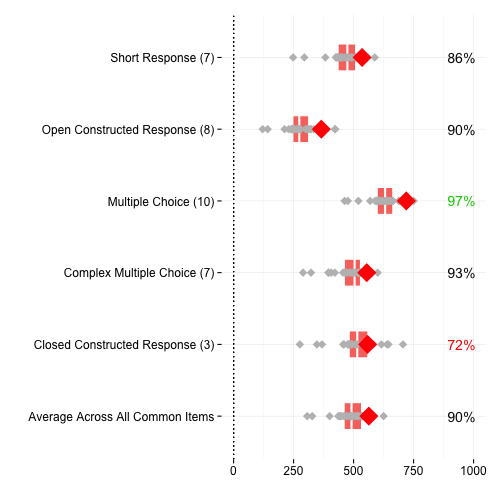 Short Response (7) 86%
Open Constructed Response (8) 90%
Multiple Choice (10) 97%
Complex Multiple Choice (7) 93%
Closed Constructed Response (3) 72%
Average Across All Common Items 90%
0 250 500 750 1000